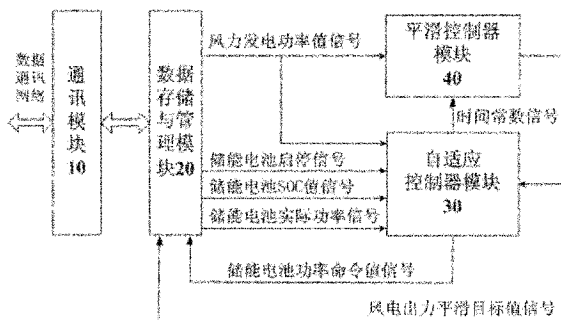 数据
通讯
网络
通
讯
模
块
10
数据
存储
与管
理模
块20
风力发电功率值信号
平滑控制器
模块
40
时间常数信号
储能电池启停信号
储能电池SOC值信号
储能电池实际功率信号
自适应
控制器模块
30
储能电池功率命令值信号
风电出力平滑目标值信号